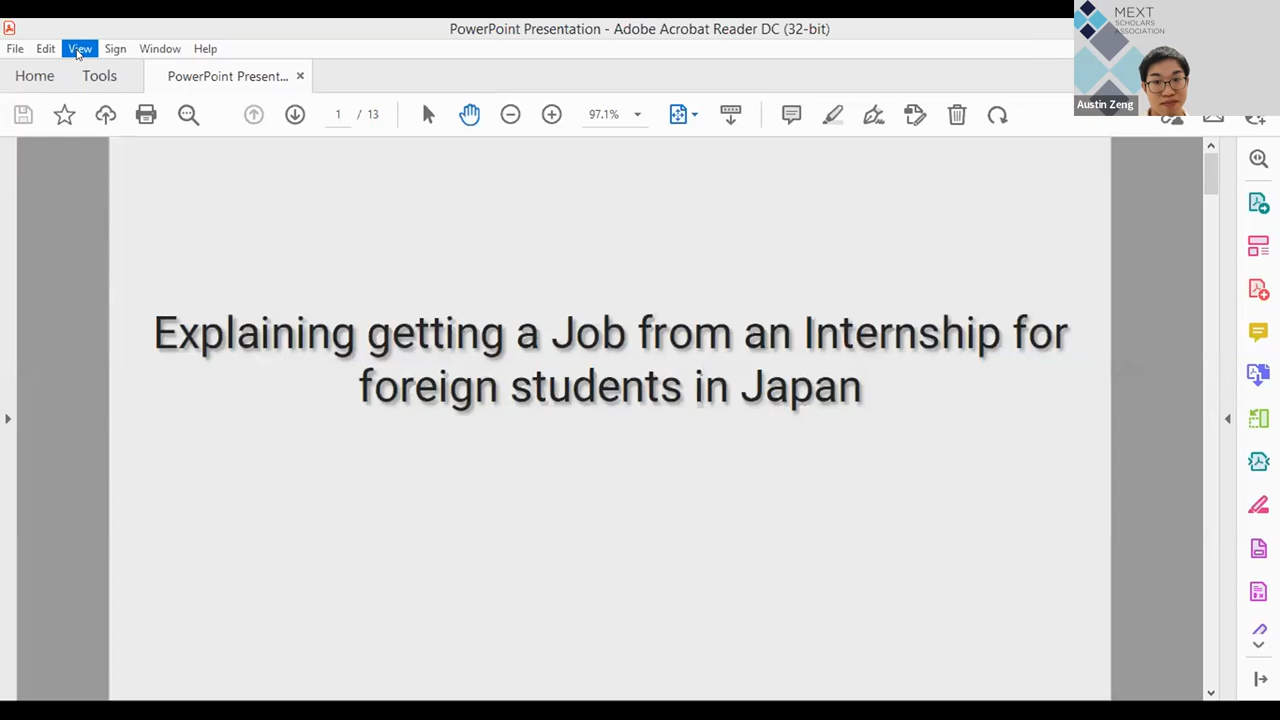 PowerPoint Presentation - Adobe Acrobat Reader DC (32-bit)
MEXT
SCHOLARS
ASSOCIATION
File Edit View Sign Window Help
Home Tools PowerPoint Present... ×
Austin Zeng
1 / 13 97.1%
Explaining getting a Job from an Internship for
foreign students in Japan